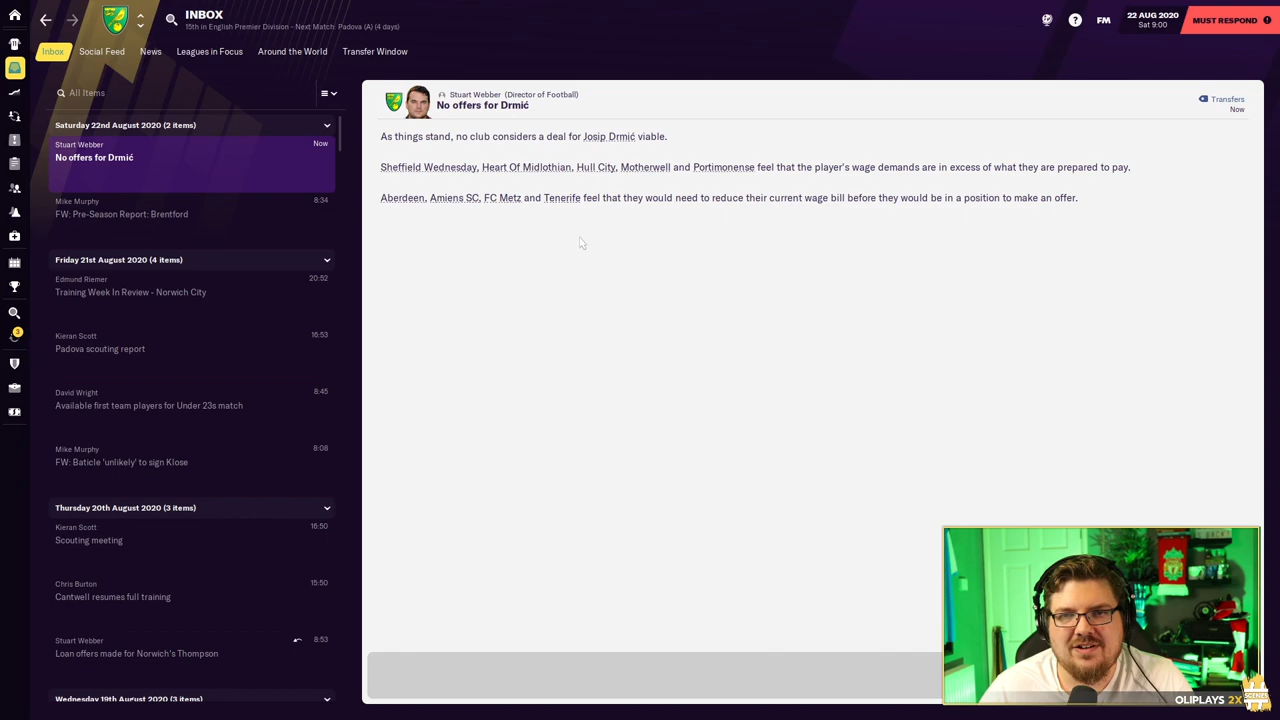 INBOX
15th in English Premier Division - Next Match: Padova (A) (4 days)
FM
22 AUG 2020
Sat 9:00
MUST RESPOND
Inbox
Social Feed
News
Leagues in Focus
Around the World
Transfer Window
All Items
Saturday 22nd August 2020 (2 items)
Stuart Webber
Now
No offers for Drmić
Mike Murphy
8:34
FW: Pre-Season Report: Brentford
Friday 21st August 2020 (4 items)
Edmund Riemer
20:52
Training Week In Review - Norwich City
Kieran Scott
16:53
Padova scouting report
David Wright
8:45
Available first team players for Under 23s match
Mike Murphy
8:08
FW: Baticle 'unlikely' to sign Klose
Thursday 20th August 2020 (3 items)
Kieran Scott
16:50
Scouting meeting
Chris Burton
15:50
Cantwell resumes full training
Stuart Webber
8:53
Loan offers made for Norwich's Thompson
Wednesday 19th August 2020 (3 items)
3
Stuart Webber (Director of Football)
No offers for Drmić
Transfers
Now
As things stand, no club considers a deal for Josip Drmić viable.
Sheffield Wednesday, Heart Of Midlothian, Hull City, Motherwell and Portimonense feel that the player's wage demands are in excess of what they are prepared to pay.
Aberdeen, Amiens SC, FC Metz and Tenerife feel that they would need to reduce their current wage bill before they would be in a position to make an offer.
OLIPLAYS 2X
SCENES